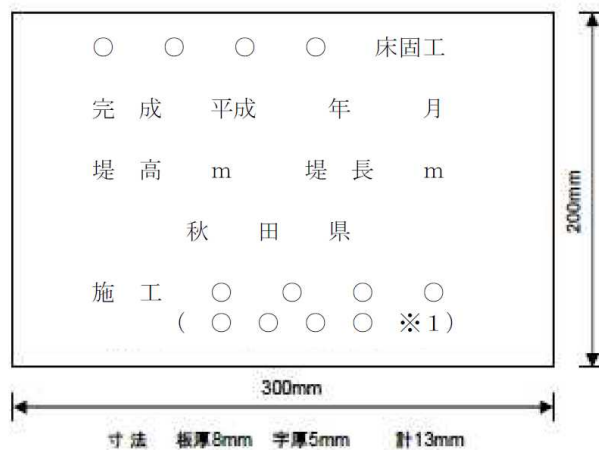 ○ ○ ○ ○ 床固工
完 成 平成 年 月
堤 高 m 堤 長 m
秋 田 県
施 工 ○ ○ ○ ○
( ○ ○ ○ ○ ※1)
200mm
300mm
寸 法 板厚8mm 字厚5mm 計13mm